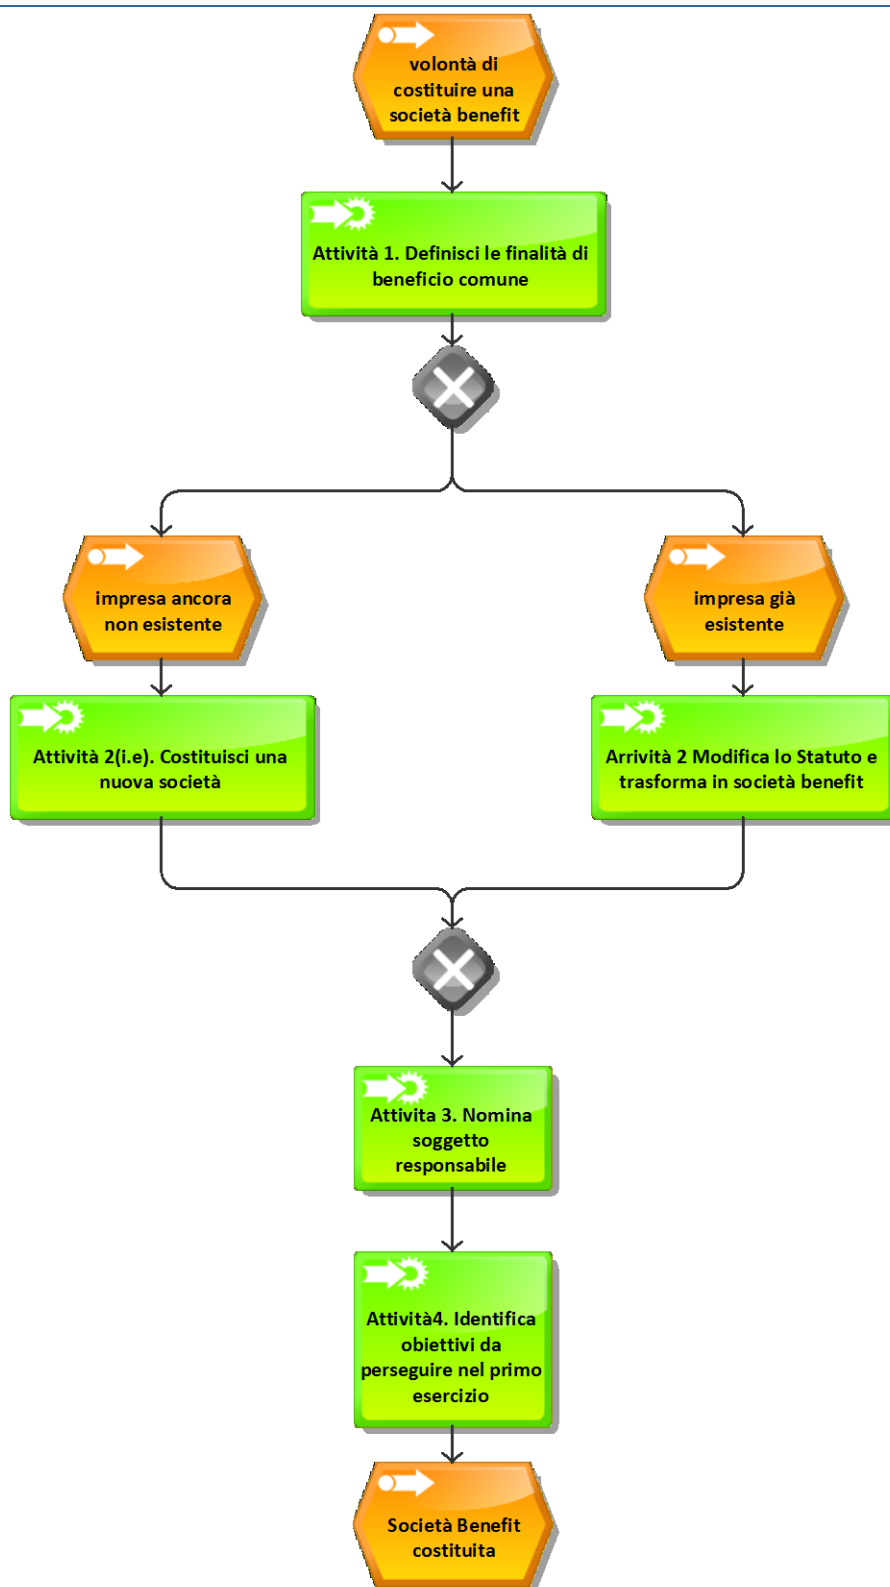 volontà di
costituire una
società benefit
Attività 1. Definisci le finalità di
beneficio comune
impresa ancora
non esistente
impresa già
esistente
Attività 2(i.e). Costituisci una
nuova società
Arrività 2 Modifica lo Statuto e
trasforma in società benefit
Attivita 3. Nomina
soggetto
responsabile
Attività4. Identifica
obiettivi da
perseguire nel primo
esercizio
Società Benefit
costituita